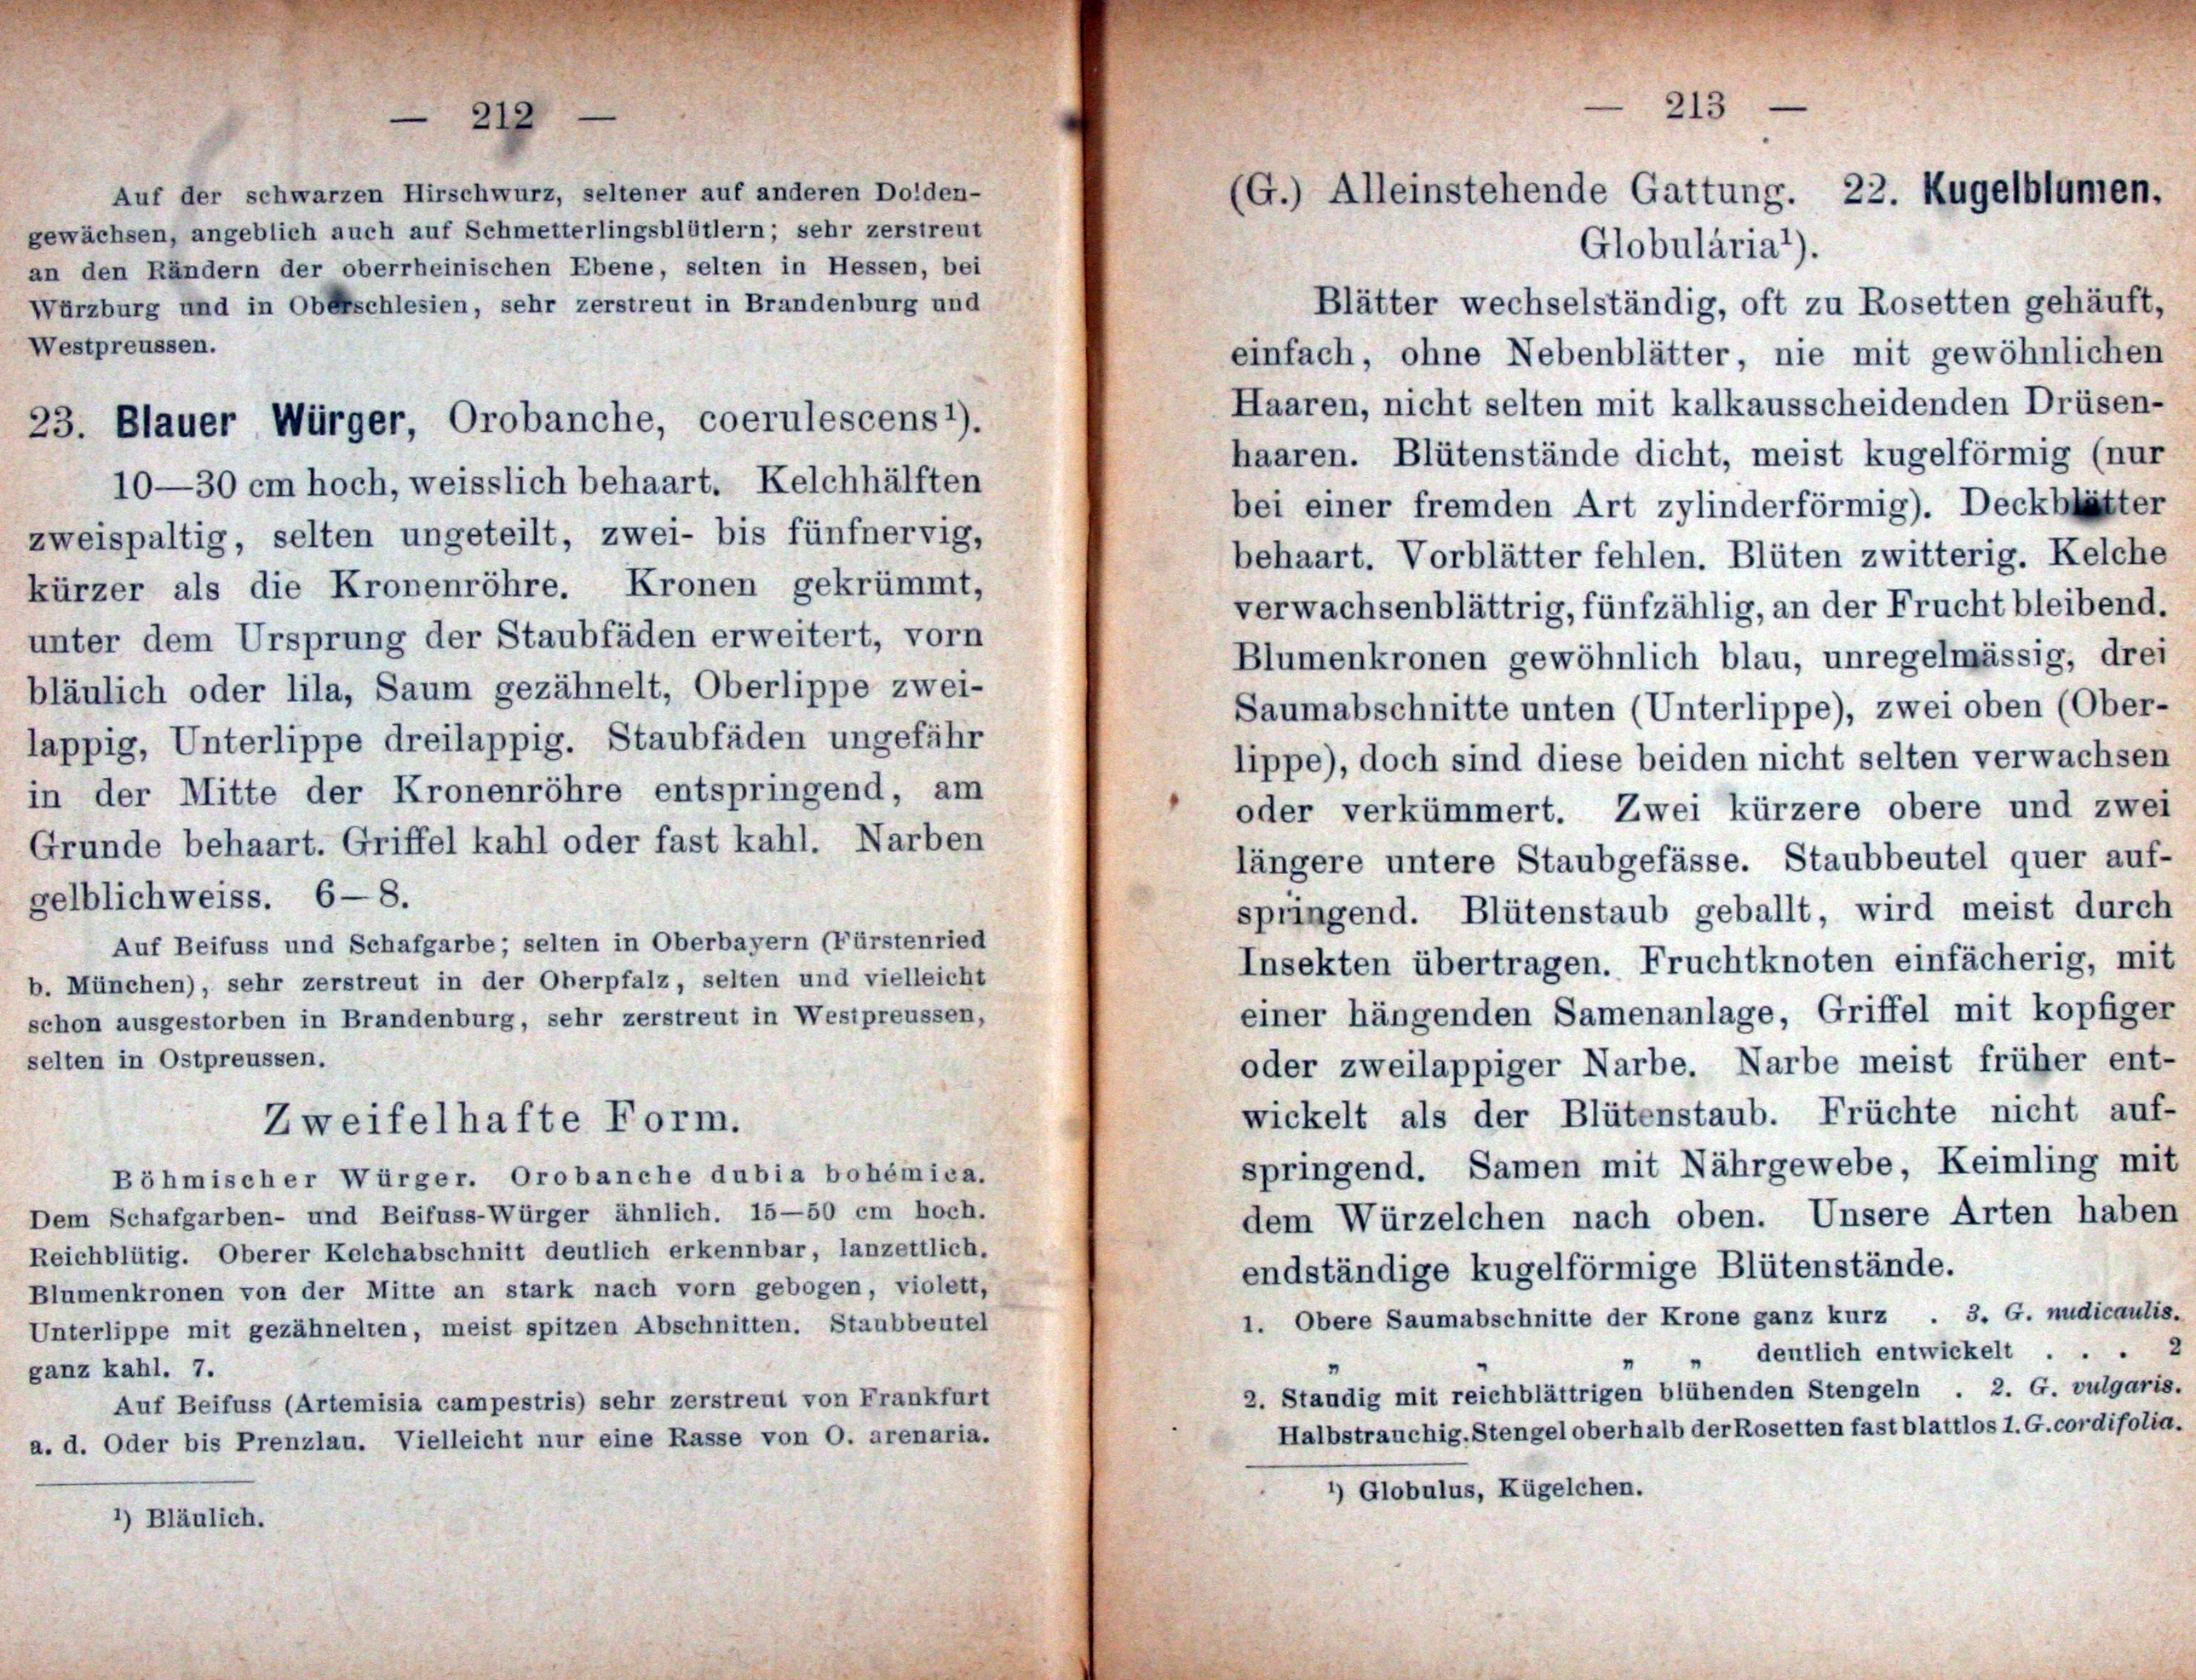 — 212 —
Auf der schwarzen Hirschwurz, seltener auf anderen Dolden-
gewächsen, angeblich auch auf Schmetterlingsblütlern; sehr zerstreut
an den Rändern der oberrheinischen Ebene, selten in Hessen, bei
Würzburg und in Oberschlesien, sehr zerstreut in Brandenburg und
Westpreussen.
23. Blauer Würger, Orobanche, coerulescens¹).
10—30 cm hoch, weisslich behaart. Kelchhälften
zweispaltig, selten ungeteilt, zwei- bis fünfnervig,
kürzer als die Kronenröhre. Kronen gekrümmt,
unter dem Ursprung der Staubfäden erweitert, vorn
bläulich oder lila, Saum gezähnelt, Oberlippe zwei-
lappig, Unterlippe dreilappig. Staubfäden ungefähr
in der Mitte der Kronenröhre entspringend, am
Grunde behaart. Griffel kahl oder fast kahl. Narben
gelblichweiss. 6—8.
Auf Beifuss und Schafgarbe; selten in Oberbayern (Fürstenried
b. München), sehr zerstreut in der Oberpfalz, selten und vielleicht
schon ausgestorben in Brandenburg, sehr zerstreut in Westpreussen,
selten in Ostpreussen.
Zweifelhafte Form.
Böhmischer Würger. Orobanche dubia bohémica.
Dem Schafgarben- und Beifuss-Würger ähnlich. 15—50 cm hoch.
Reichblütig. Oberer Kelchabschnitt deutlich erkennbar, lanzettlich.
Blumenkronen von der Mitte an stark nach vorn gebogen, violett,
Unterlippe mit gezähnelten, meist spitzen Abschnitten. Staubbeutel
ganz kahl. 7.
Auf Beifuss (Artemisia campestris) sehr zerstreut von Frankfurt
a. d. Oder bis Prenzlau. Vielleicht nur eine Rasse von O. arenaria.
¹) Bläulich.
— 213 —
(G.) Alleinstehende Gattung. 22. Kugelblumen.
Globulária¹).
Blätter wechselständig, oft zu Rosetten gehäuft,
einfach, ohne Nebenblätter, nie mit gewöhnlichen
Haaren, nicht selten mit kalkausscheidenden Drüsen-
haaren. Blütenstände dicht, meist kugelförmig (nur
bei einer fremden Art zylinderförmig). Deckblätter
behaart. Vorblätter fehlen. Blüten zwitterig. Kelche
verwachsenblättrig, fünfzählig, an der Frucht bleibend.
Blumenkronen gewöhnlich blau, unregelmässig, drei
Saumabschnitte unten (Unterlippe), zwei oben (Ober-
lippe), doch sind diese beiden nicht selten verwachsen
oder verkümmert. Zwei kürzere obere und zwei
längere untere Staubgefässe. Staubbeutel quer auf-
springend. Blütenstaub geballt, wird meist durch
Insekten übertragen. Fruchtknoten einfächerig, mit
einer hängenden Samenanlage, Griffel mit kopfiger
oder zweilappiger Narbe. Narbe meist früher ent-
wickelt als der Blütenstaub. Früchte nicht auf-
springend. Samen mit Nährgewebe, Keimling mit
dem Würzelchen nach oben. Unsere Arten haben
endständige kugelförmige Blütenstände.
1. Obere Saumabschnitte der Krone ganz kurz . 3. G. nudicaulis.
" " " " deutlich entwickelt . . . 2
2. Staudig mit reichblättrigen blühenden Stengeln . 2. G. vulgaris.
Halbstrauchig. Stengel oberhalb der Rosetten fast blattlos 1. G. cordifolia.
¹) Globulus, Kügelchen.